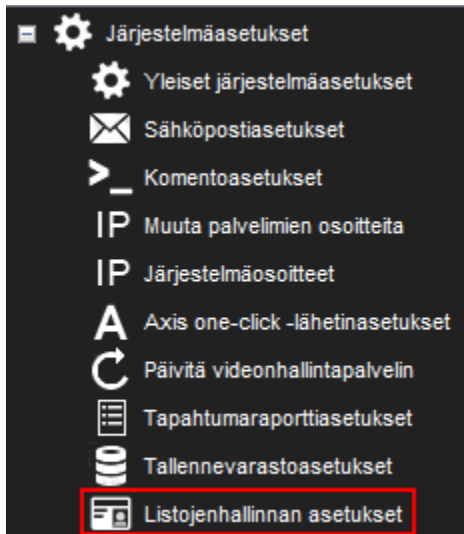 Järjestelmäasetukset
Yleiset järjestelmäasetukset
Sähköpostiasetukset
>_ Komentoasetukset
IP Muuta palvelimien osoitteita
IP Järjestelmäosoitteet
A Axis one-click -lähetinasetukset
Päivitä videonhallintapalvelin
Tapahtumaraporttiasetukset
Tallennevarastoasetukset
Listojenhallinnan asetukset